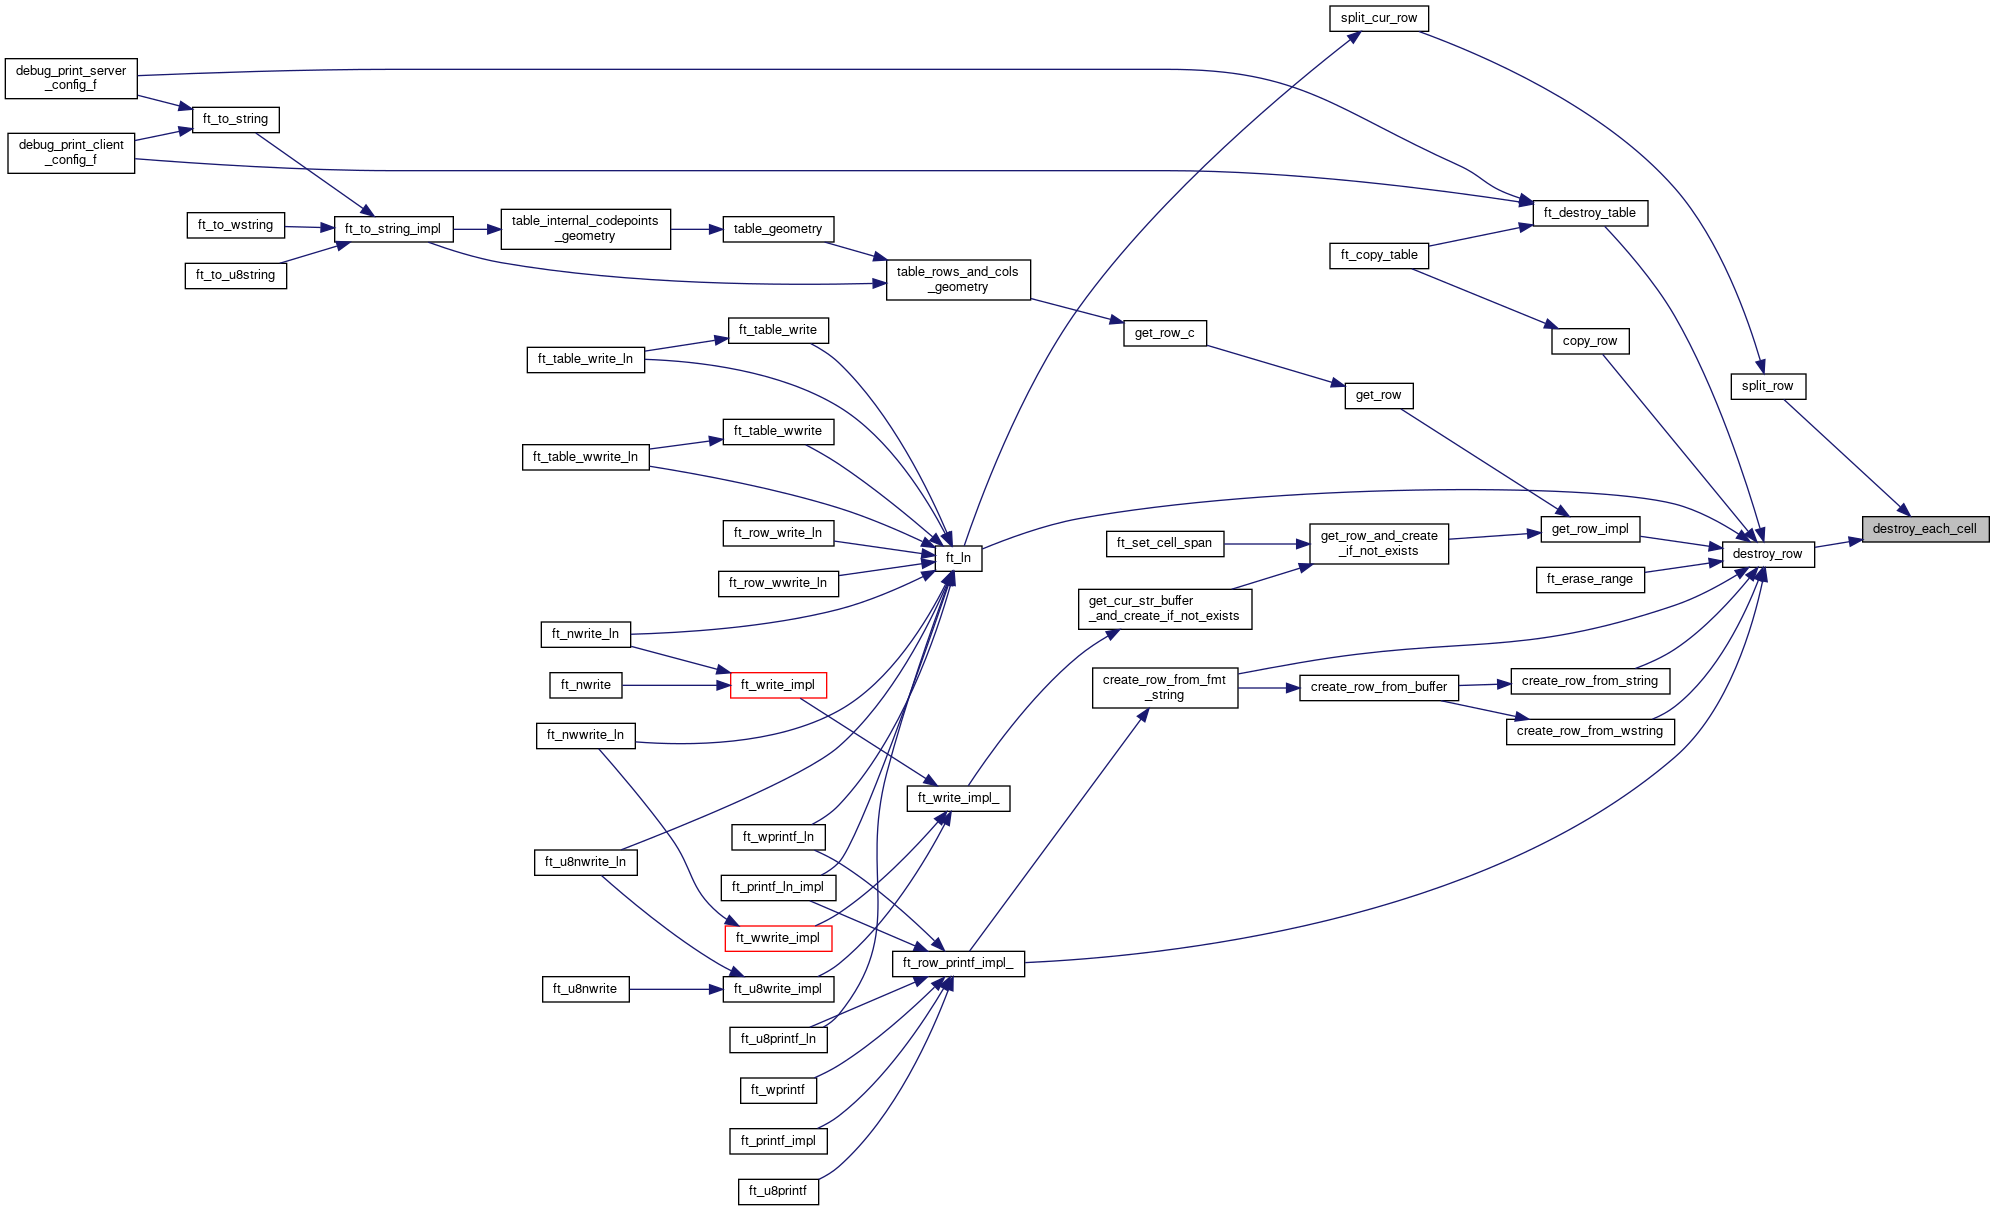 split_cur_row
debug_print_server
_config_f
ft_to_string
debug_print_client
_config_f
ft_destroy_table
ft_to_wstring
ft_to_string_impl
table_internal_codepoints
_geometry
table_geometry
ft_copy_table
ft_to_u8string
table_rows_and_cols
_geometry
ft_table_write
get_row_c
copy_row
ft_table_write_ln
split_row
get_row
ft_table_wwrite
ft_table_wwrite_ln
ft_row_write_ln
ft_ln
ft_set_cell_span
get_row_and_create
_if_not_exists
get_row_impl
destroy_each_cell
destroy_row
ft_row_wwrite_ln
ft_erase_range
get_cur_str_buffer
_and_create_if_not_exists
ft_nwrite_ln
ft_nwrite
ft_write_impl
create_row_from_fmt
_string
create_row_from_buffer
create_row_from_string
ft_nwwrite_ln
create_row_from_wstring
ft_write_impl_
ft_wprintf_ln
ft_u8nwrite_ln
ft_printf_ln_impl
ft_wwrite_impl
ft_row_printf_impl_
ft_u8nwrite
ft_u8write_impl
ft_u8printf_ln
ft_wprintf
ft_printf_impl
ft_u8printf